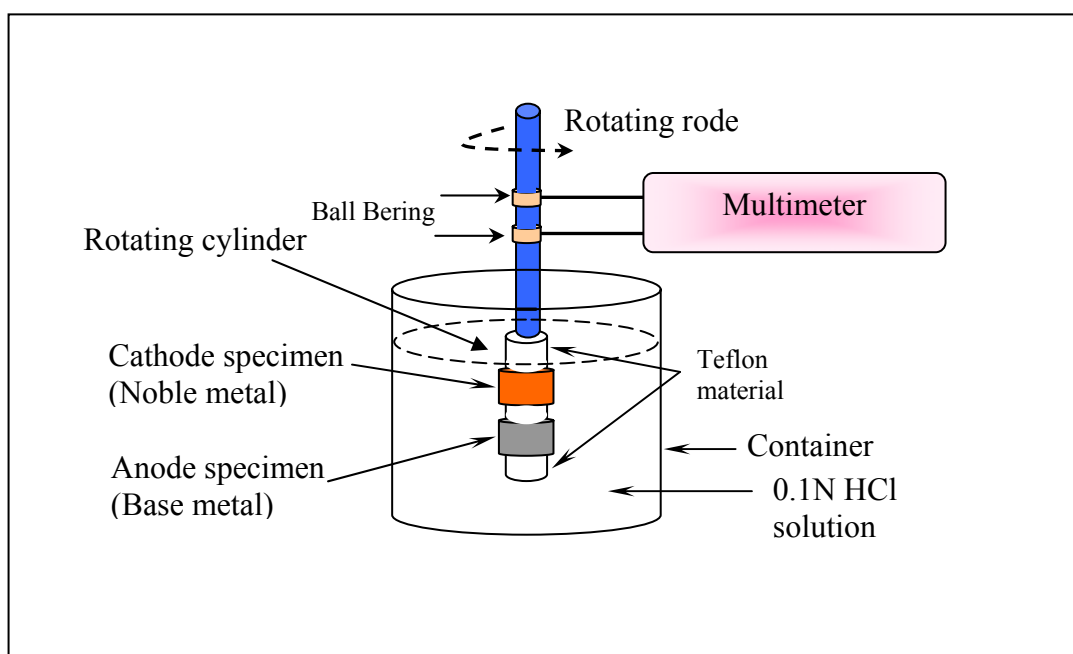 Rotating rode
Multimeter
Ball Bering
Rotating cylinder
Cathode specimen
(Noble metal)
Teflon
material
Anode specimen
(Base metal)
Container
0.1N HCl
solution